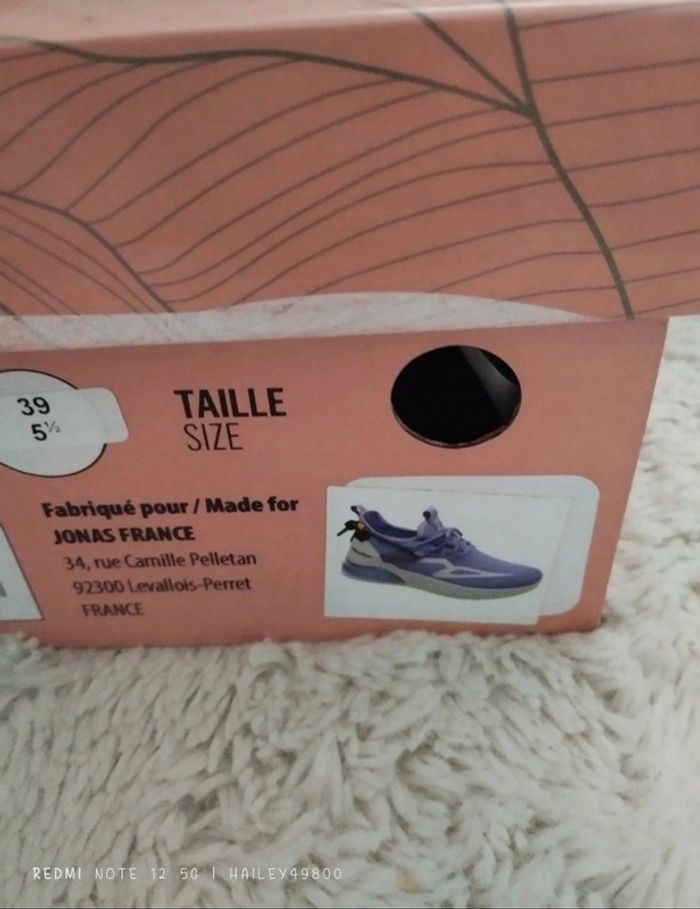 39
5½
TAILLE
SIZE
Fabriqué pour / Made for
JONAS FRANCE
34, rue Camille Pelletan
92300 Levallois-Perret
FRANCE
REDMI NOTE 12 5G | HAILEY49800